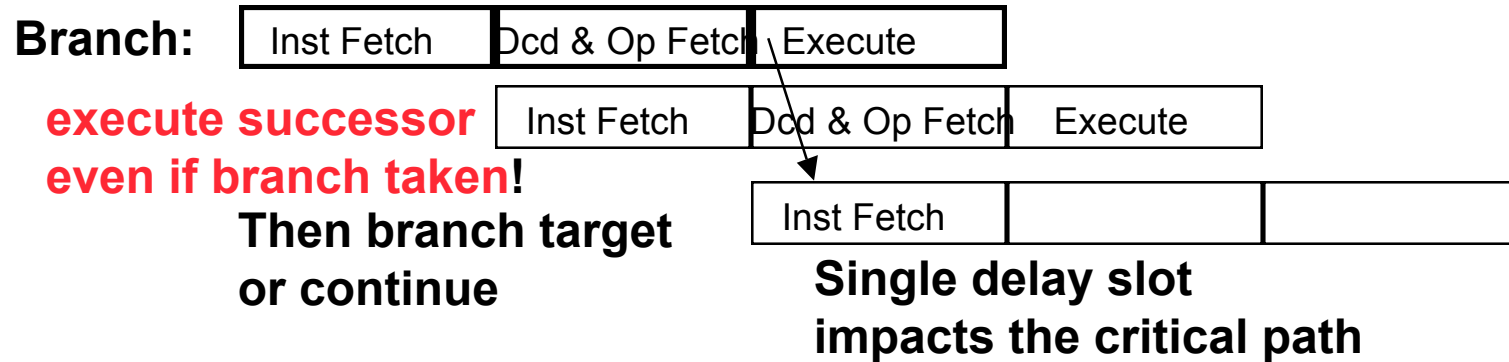 Branch: Inst Fetch Dcd & Op Fetch Execute
execute successor Inst Fetch Dcd & Op Fetch Execute
even if branch taken!
Then branch target Inst Fetch
or continue
Single delay slot
impacts the critical path